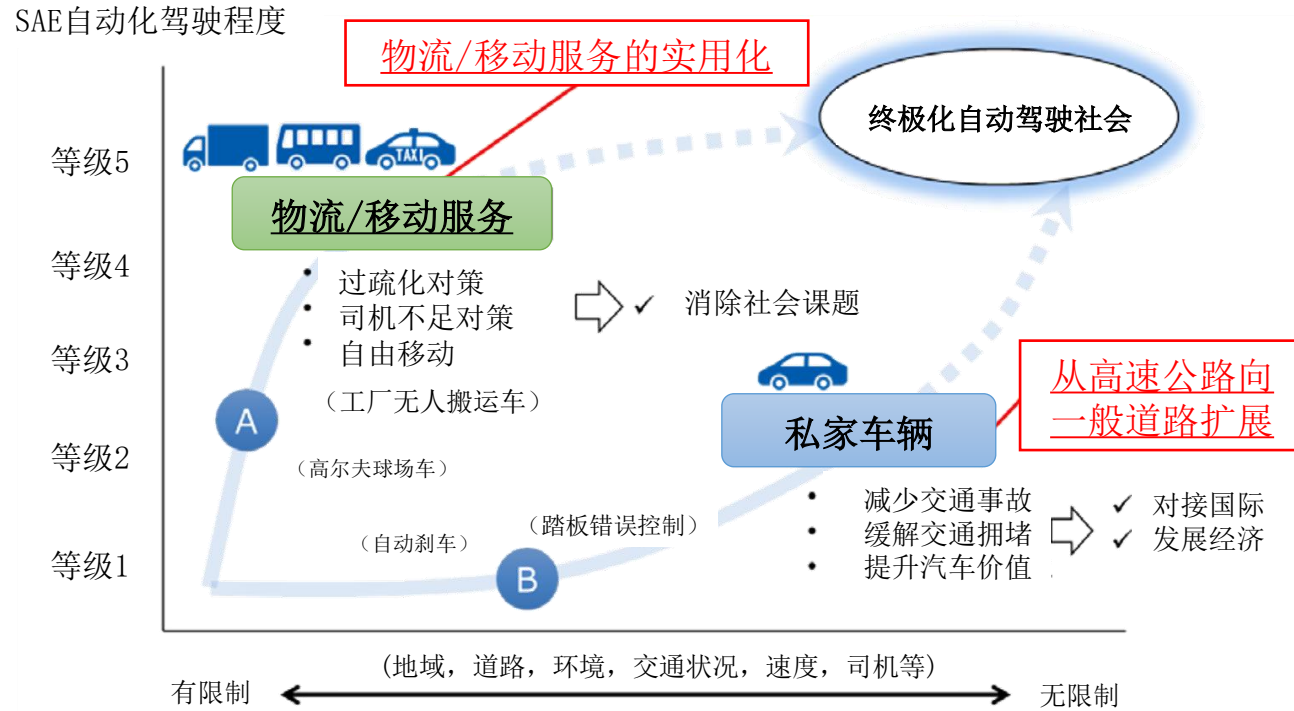 SAE自动化驾驶程度
物流/移动服务的实用化
终极化自动驾驶社会
等级5
TAXI
物流/移动服务
等级4
• 过疏化对策
• 司机不足对策
• 自由移动
✓ 消除社会课题
等级3
(工厂无人搬运车)
从高速公路向
一般道路扩展
A
私家车辆
等级2
(高尔夫球场车)
• 减少交通事故
• 缓解交通拥堵
• 提升汽车价值
✓ 对接国际
✓ 发展经济
(踏板错误控制)
(自动刹车)
等级1
B
(地域，道路，环境，交通状况，速度，司机等)
有限制
无限制